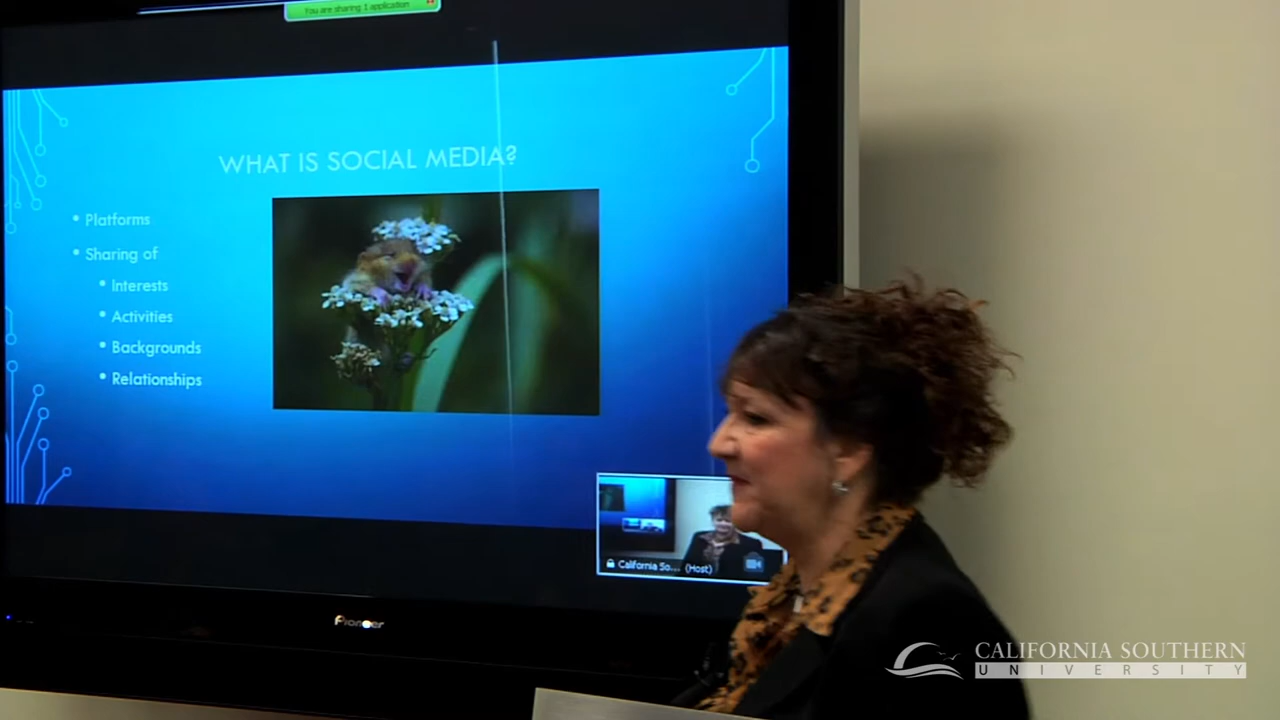 You are sharing 1 application
WHAT IS SOCIAL MEDIA?
• Platforms
• Sharing of
• Interests
• Activities
• Backgrounds
• Relationships
California So... (Host)
Pioneer
CALIFORNIA SOUTHERN
UNIVERSITY